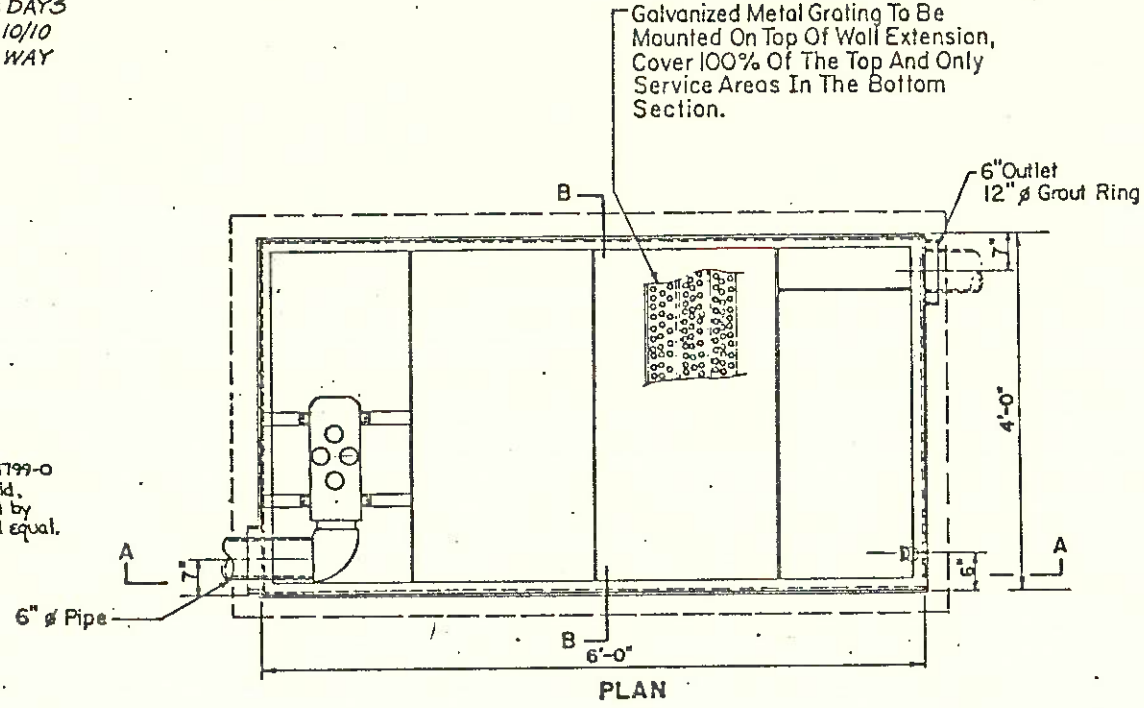 DAYS
10/10
WAY
Galvanized Metal Grating To Be
Mounted On Top Of Wall Extension,
Cover 100% Of The Top And Only
Service Areas In The Bottom
Section.
6" Outlet
12" ø Grout Ring
B
7"
4'-0"
799-0
id.
by
equal.
A
7"
6"
A
6" ø Pipe
B
6'-0"
PLAN